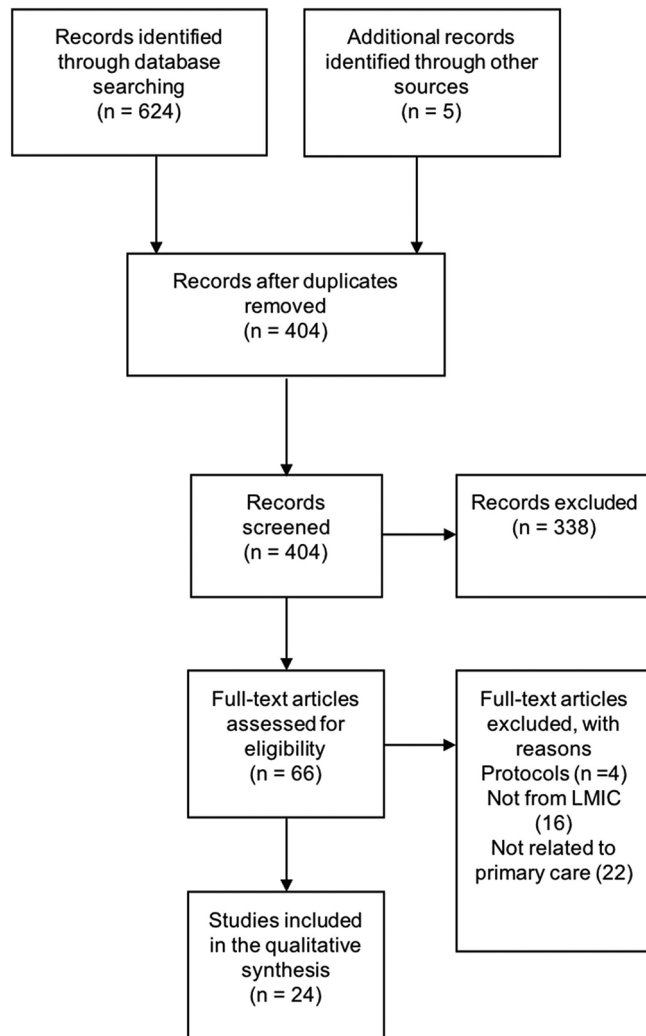 Records identified
through database
searching
(n = 624)
Additional records
identified through other
sources
(n = 5)
Records after duplicates
removed
(n = 404)
Records
screened
(n = 404)
Records excluded
(n = 338)
Full-text articles
assessed for
eligibility
(n = 66)
Full-text articles
excluded, with
reasons
Protocols (n =4)
Not from LMIC
(16)
Not related to
primary care (22)
Studies included
in the qualitative
synthesis
(n = 24)